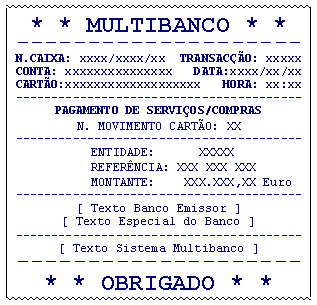 * * MULTIBANCO * *
N.CAIXA: xxxx/xxxx/xx TRANSACÇÃO: xxxxx
CONTA: xxxxxxxxxxxxxxx DATA:xxxx/xx/xx
CARTÃO:xxxxxxxxxxxxxxxxxxx HORA: xx:xx
PAGAMENTO DE SERVIÇOS/COMPRAS
N. MOVIMENTO CARTÃO: XX
ENTIDADE: XXXXX
REFERÊNCIA: XXX XXX XXX
MONTANTE: XXX.XXX,XX Euro
[ Texto Banco Emissor ]
[ Texto Especial do Banco ]
[ Texto Sistema Multibanco ]
* * OBRIGADO * *